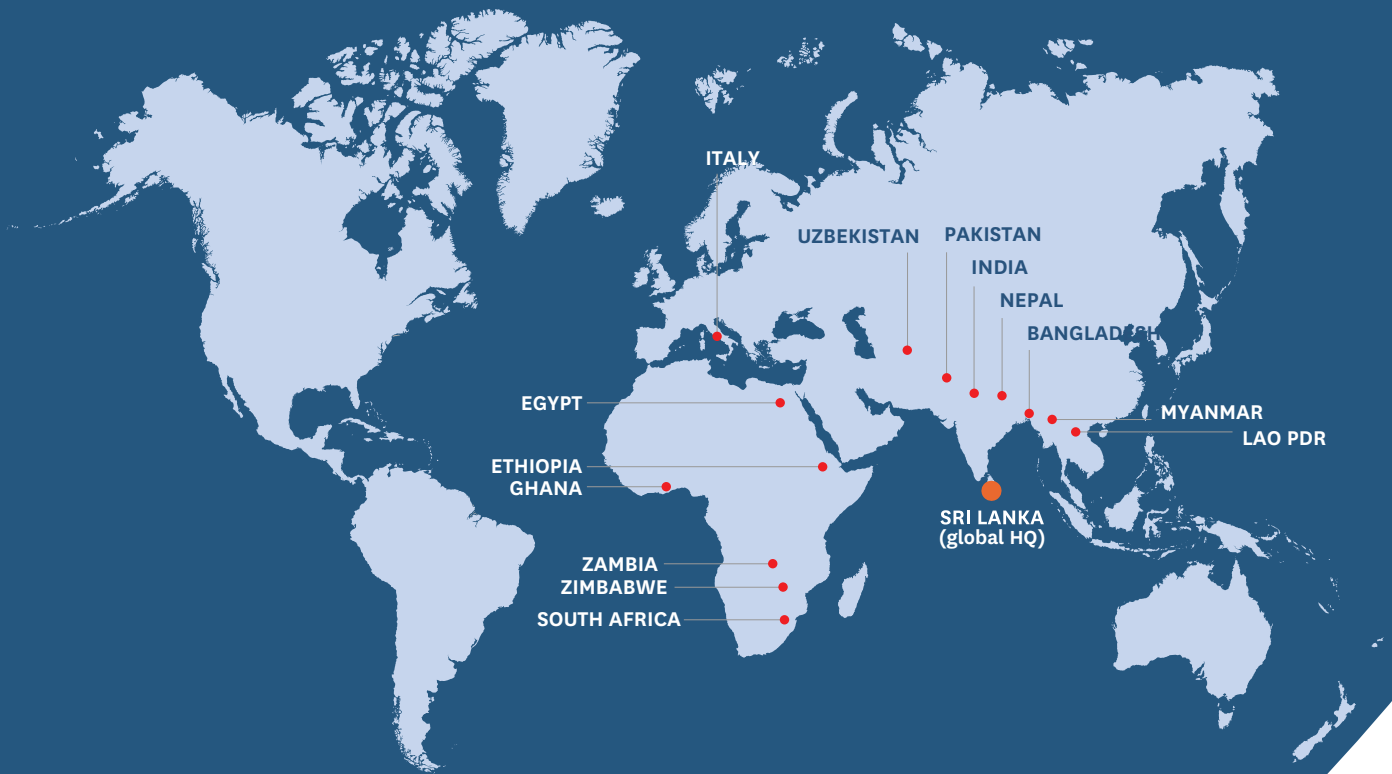 ITALY
UZBEKISTAN
PAKISTAN
INDIA
NEPAL
BANGLADESH
EGYPT
MYANMAR
LAO PDR
ETHIOPIA
GHANA
SRI LANKA
(global HQ)
ZAMBIA
ZIMBABWE
SOUTH AFRICA